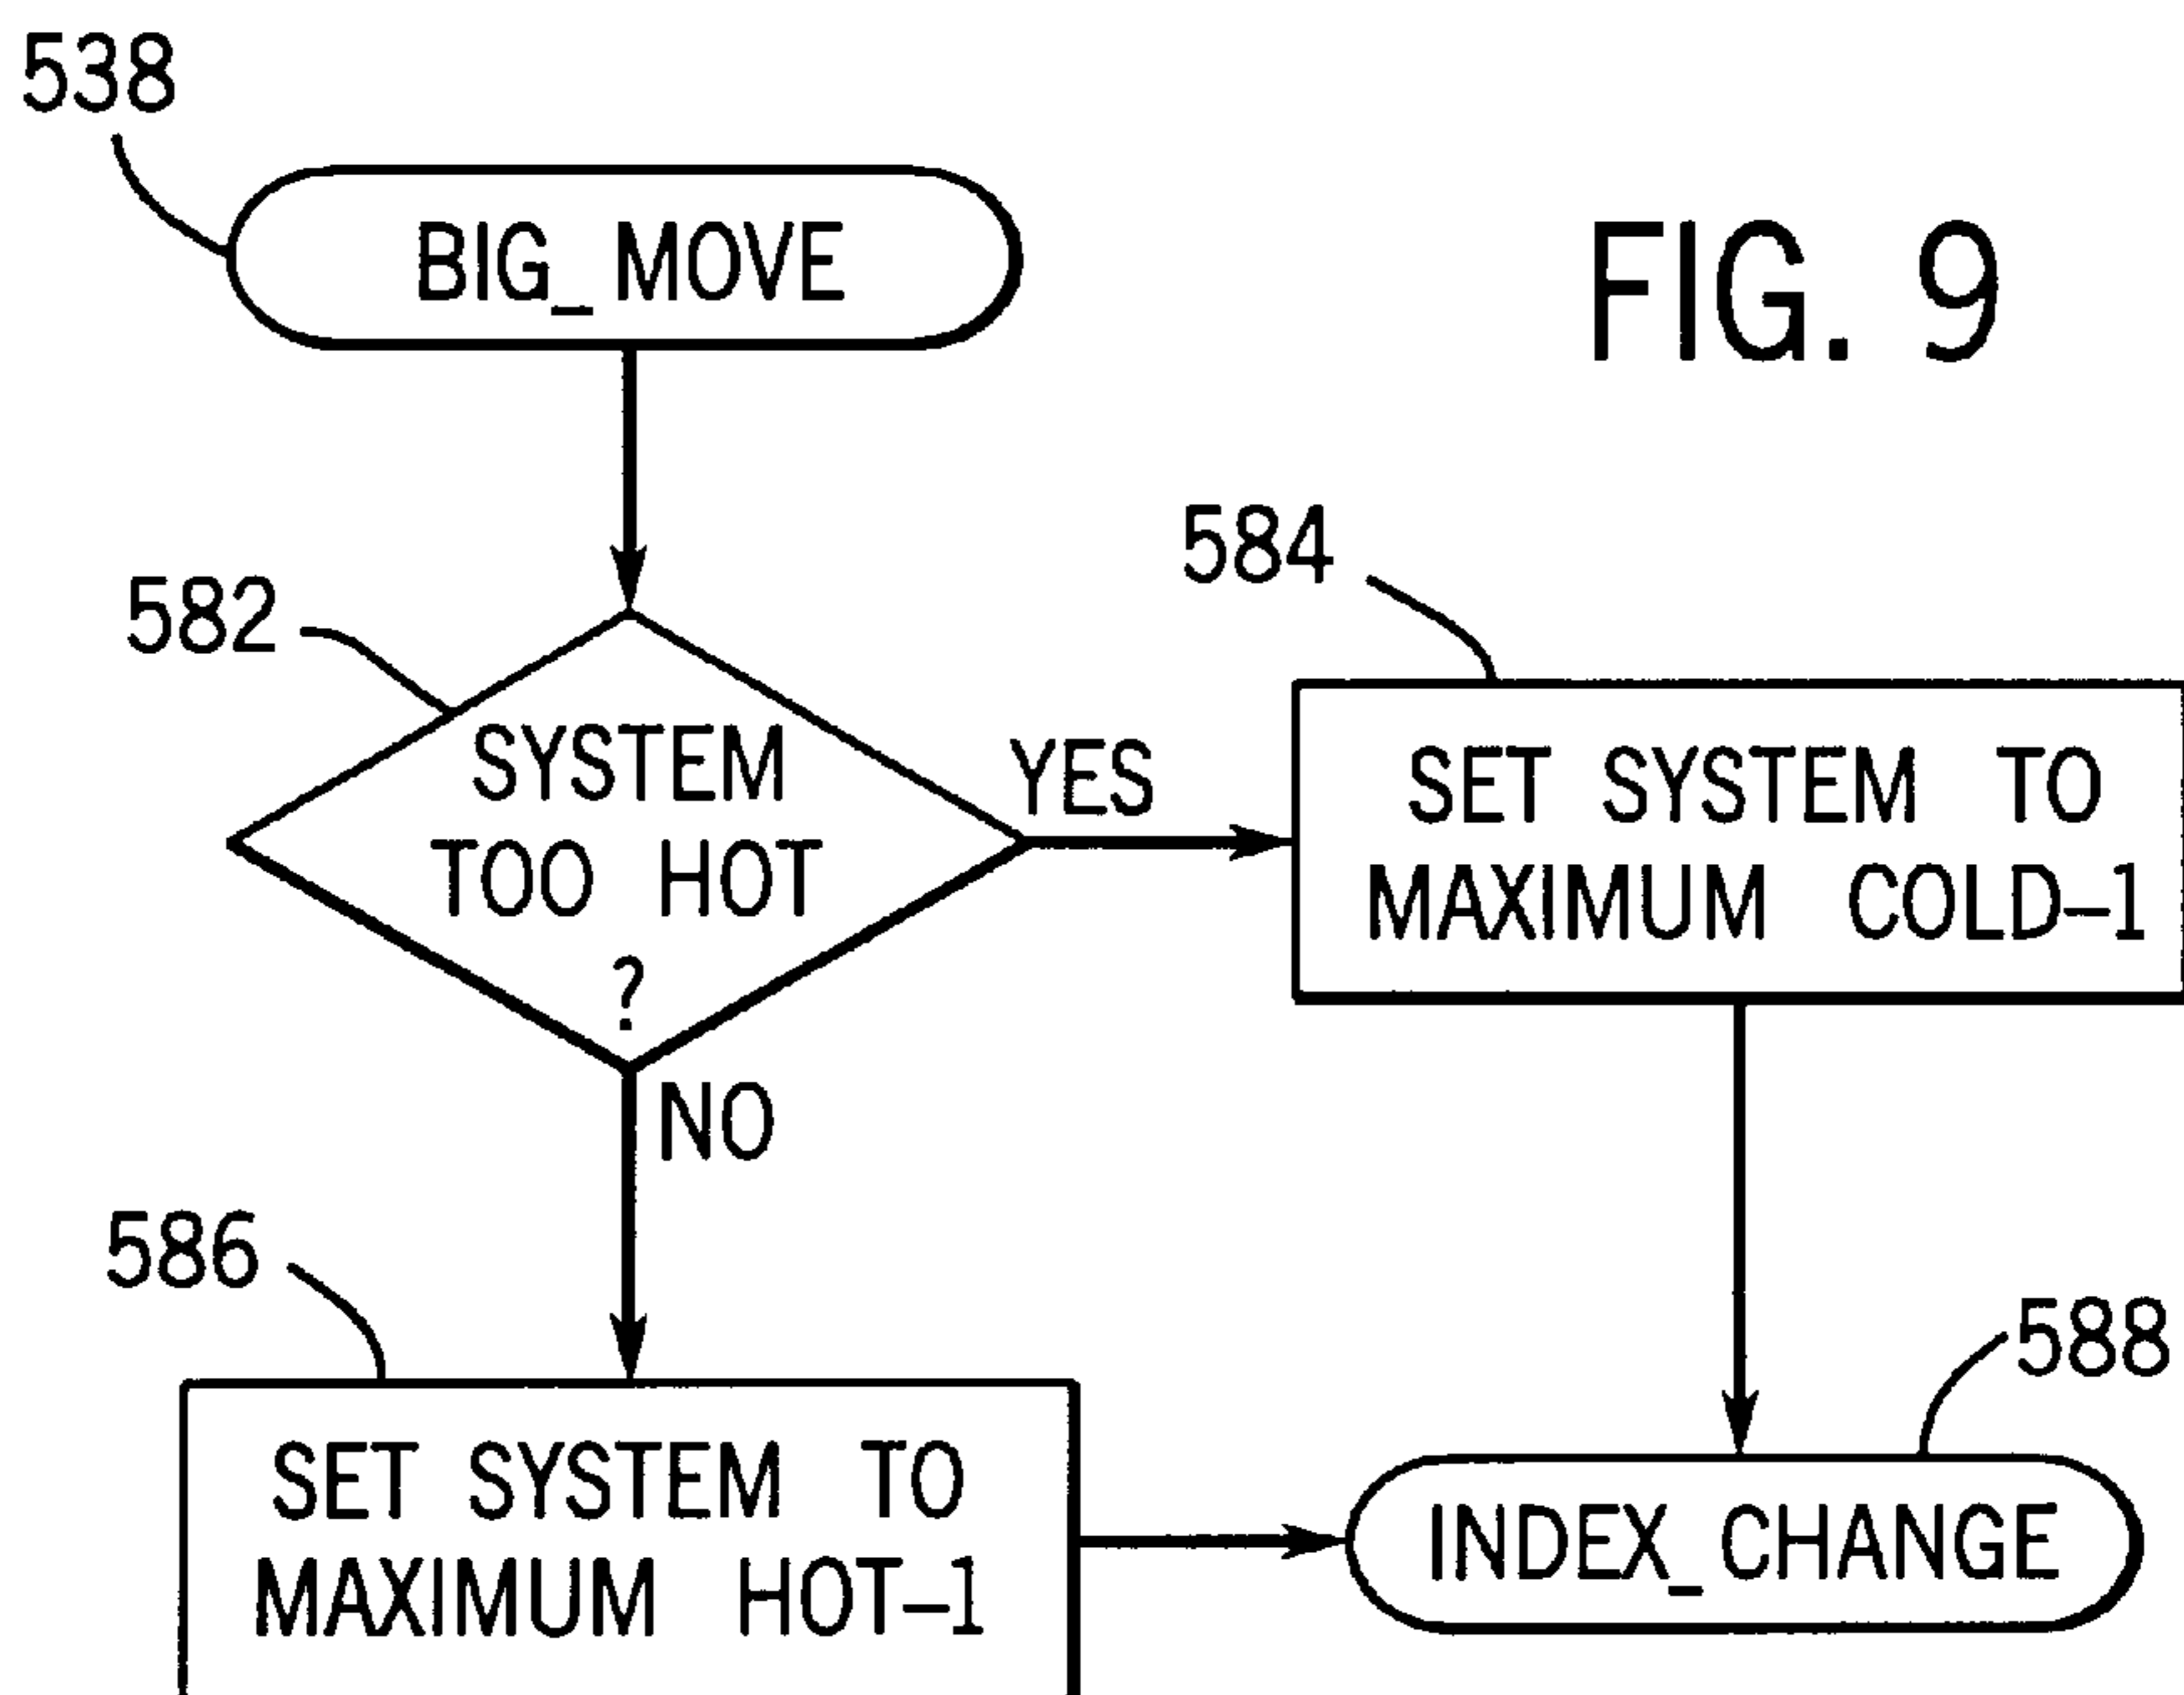 538
BIG_MOVE
FIG. 9
582
SYSTEM
TOO HOT
?
YES
584
SET SYSTEM TO
MAXIMUM COLD-1
NO
586
SET SYSTEM TO
MAXIMUM HOT-1
588
INDEX_CHANGE